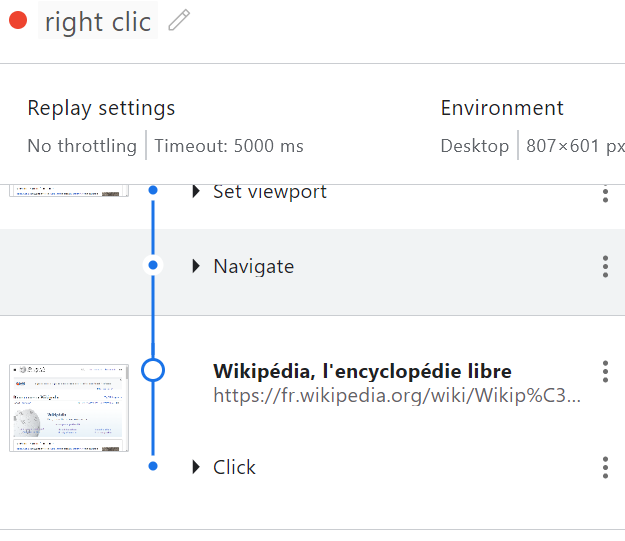 right clic
Replay settings
Environment
No throttling Timeout: 5000 ms
Desktop 807×601 px
Set viewport
Navigate
Wikipédia, l'encyclopédie libre
https://fr.wikipedia.org/wiki/Wikip%C3...
Click